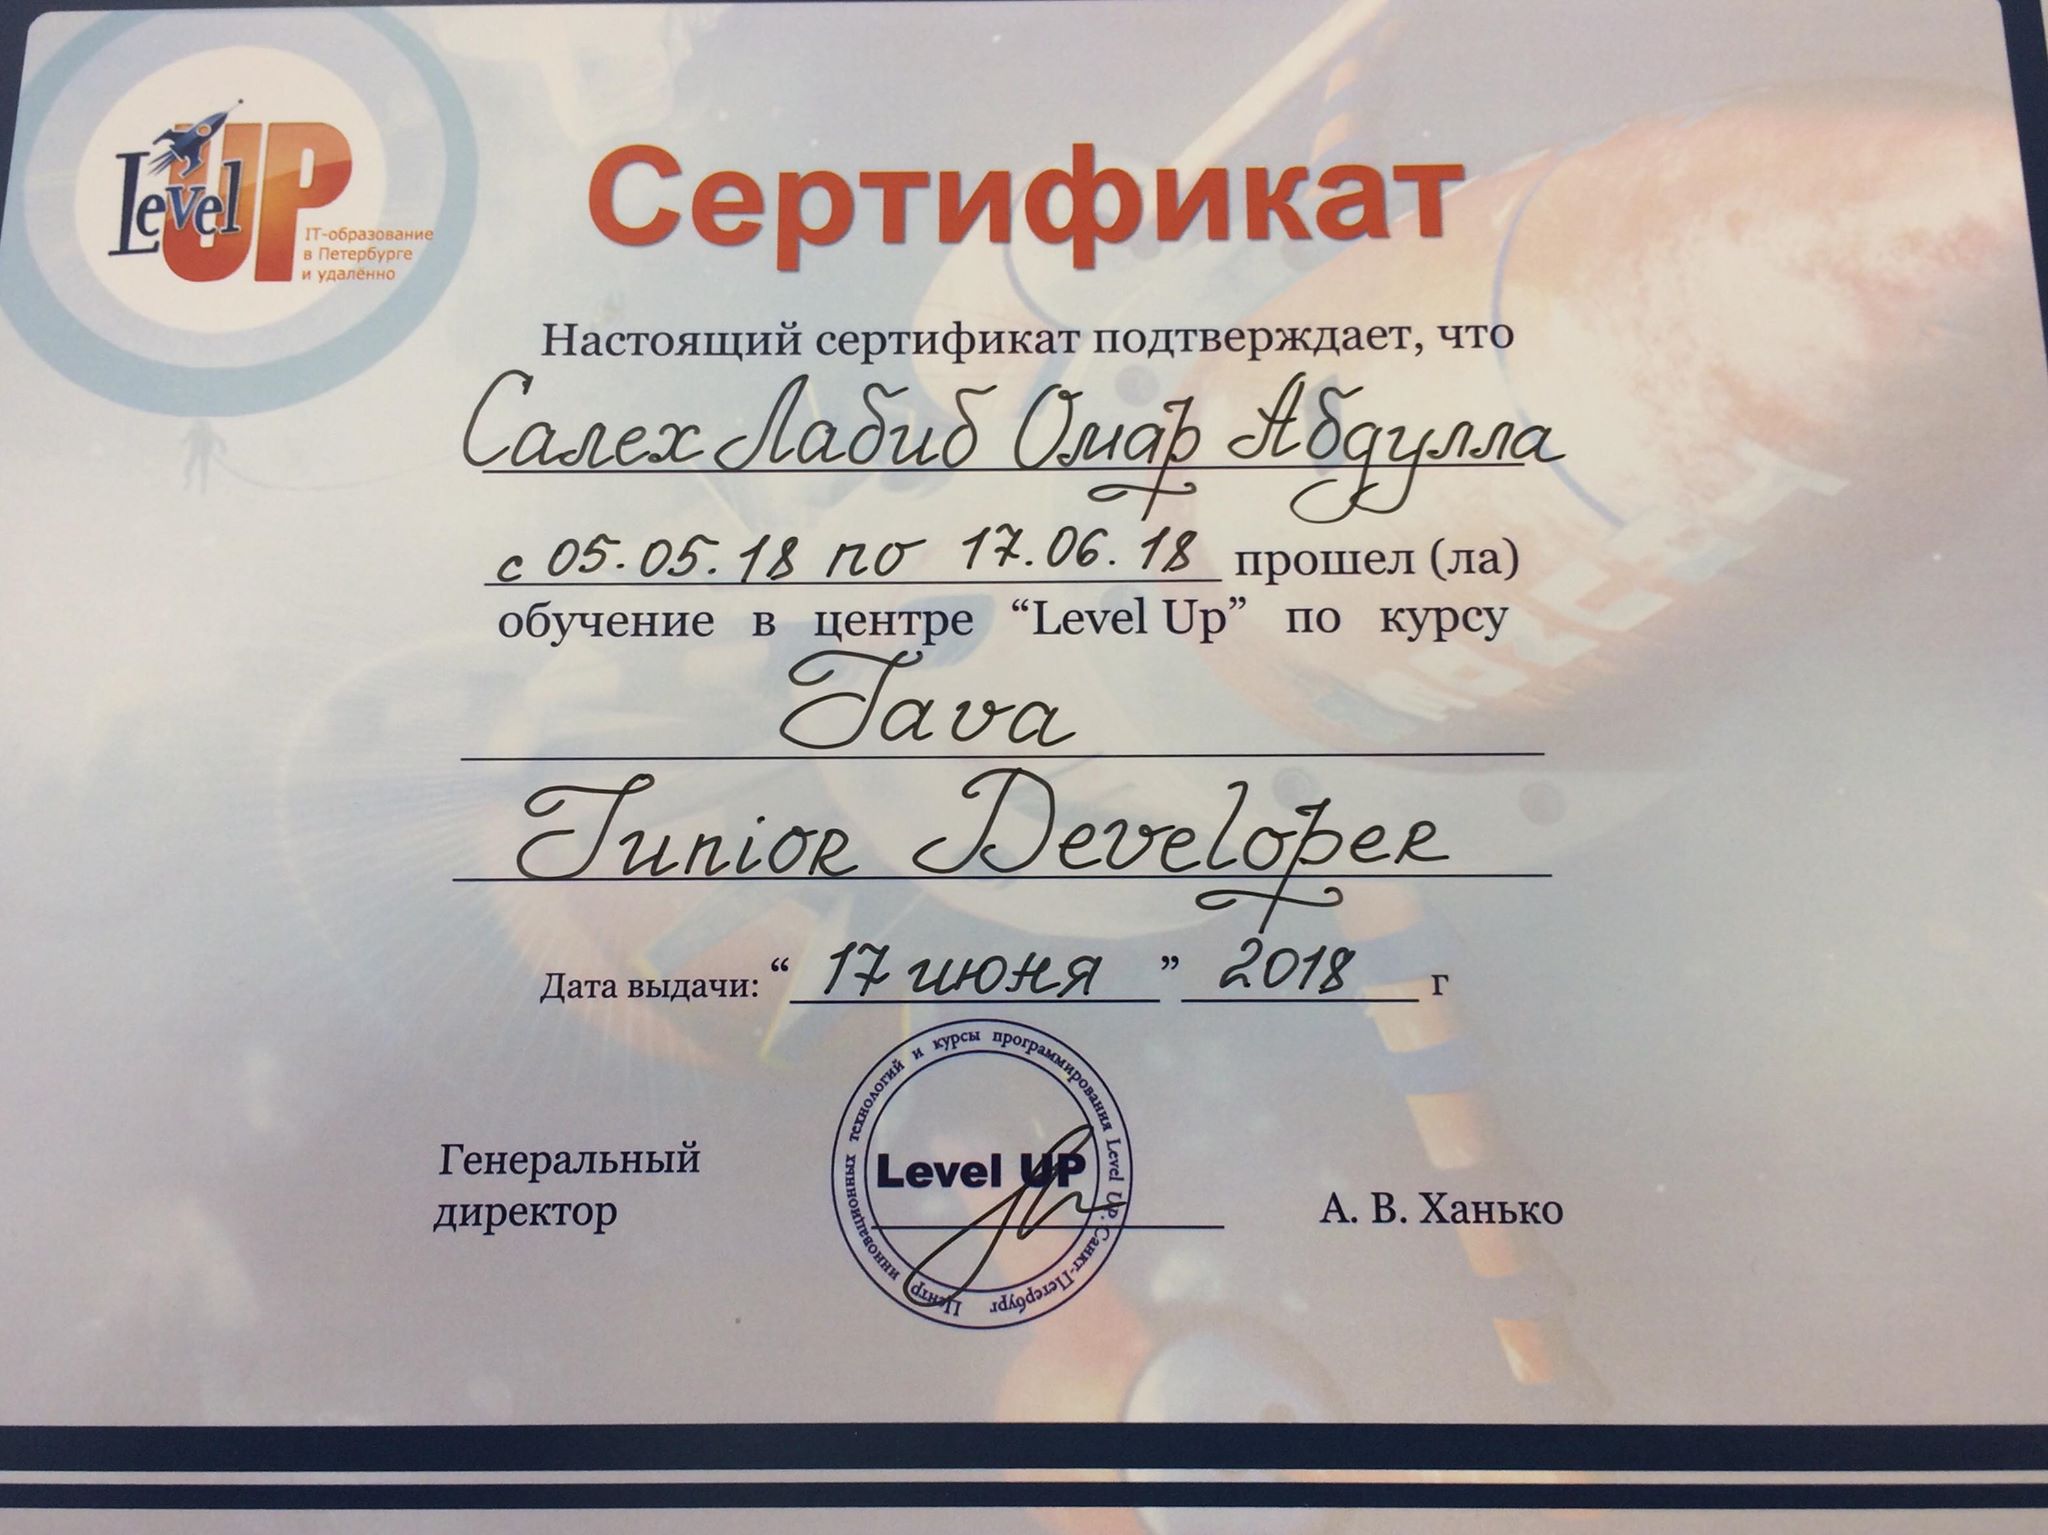 Level UP
IT-образование
в Петербурге
и удалённо
Сертификат
Настоящий сертификат подтверждает, что
Салех Лабиб Омар Абдулла
с 05.05.18 по 17.06.18 прошел (ла)
обучение в центре “Level Up” по курсу
Java
Junior Developer
Дата выдачи: “ 17 июня ” 2018 г
Центр инновационных технологий и курсы программирования Level UP. Санкт-Петербург
Level UP
Генеральный
директор
А. В. Ханько